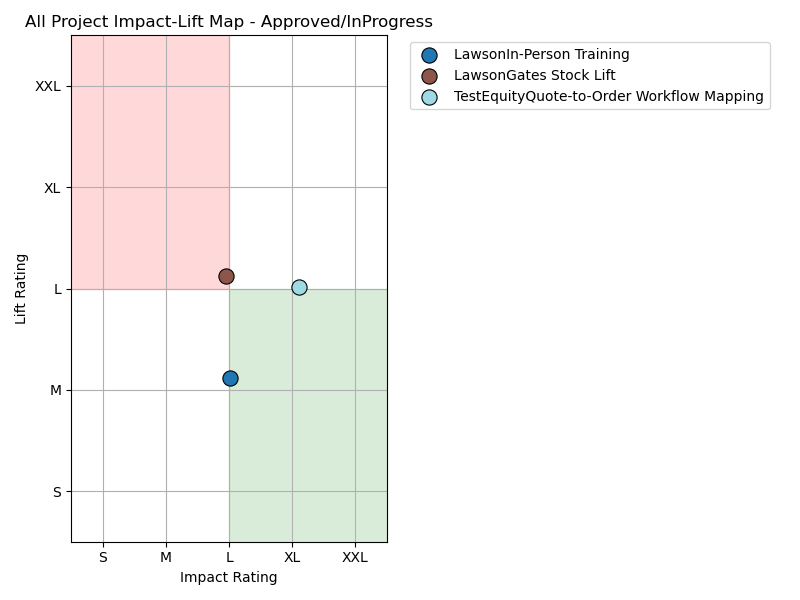 All Project Impact-Lift Map - Approved/InProgress
LawsonIn-Person Training
LawsonGates Stock Lift
TestEquityQuote-to-Order Workflow Mapping
Lift Rating
XXL
XL
L
M
S
S M L XL XXL
Impact Rating